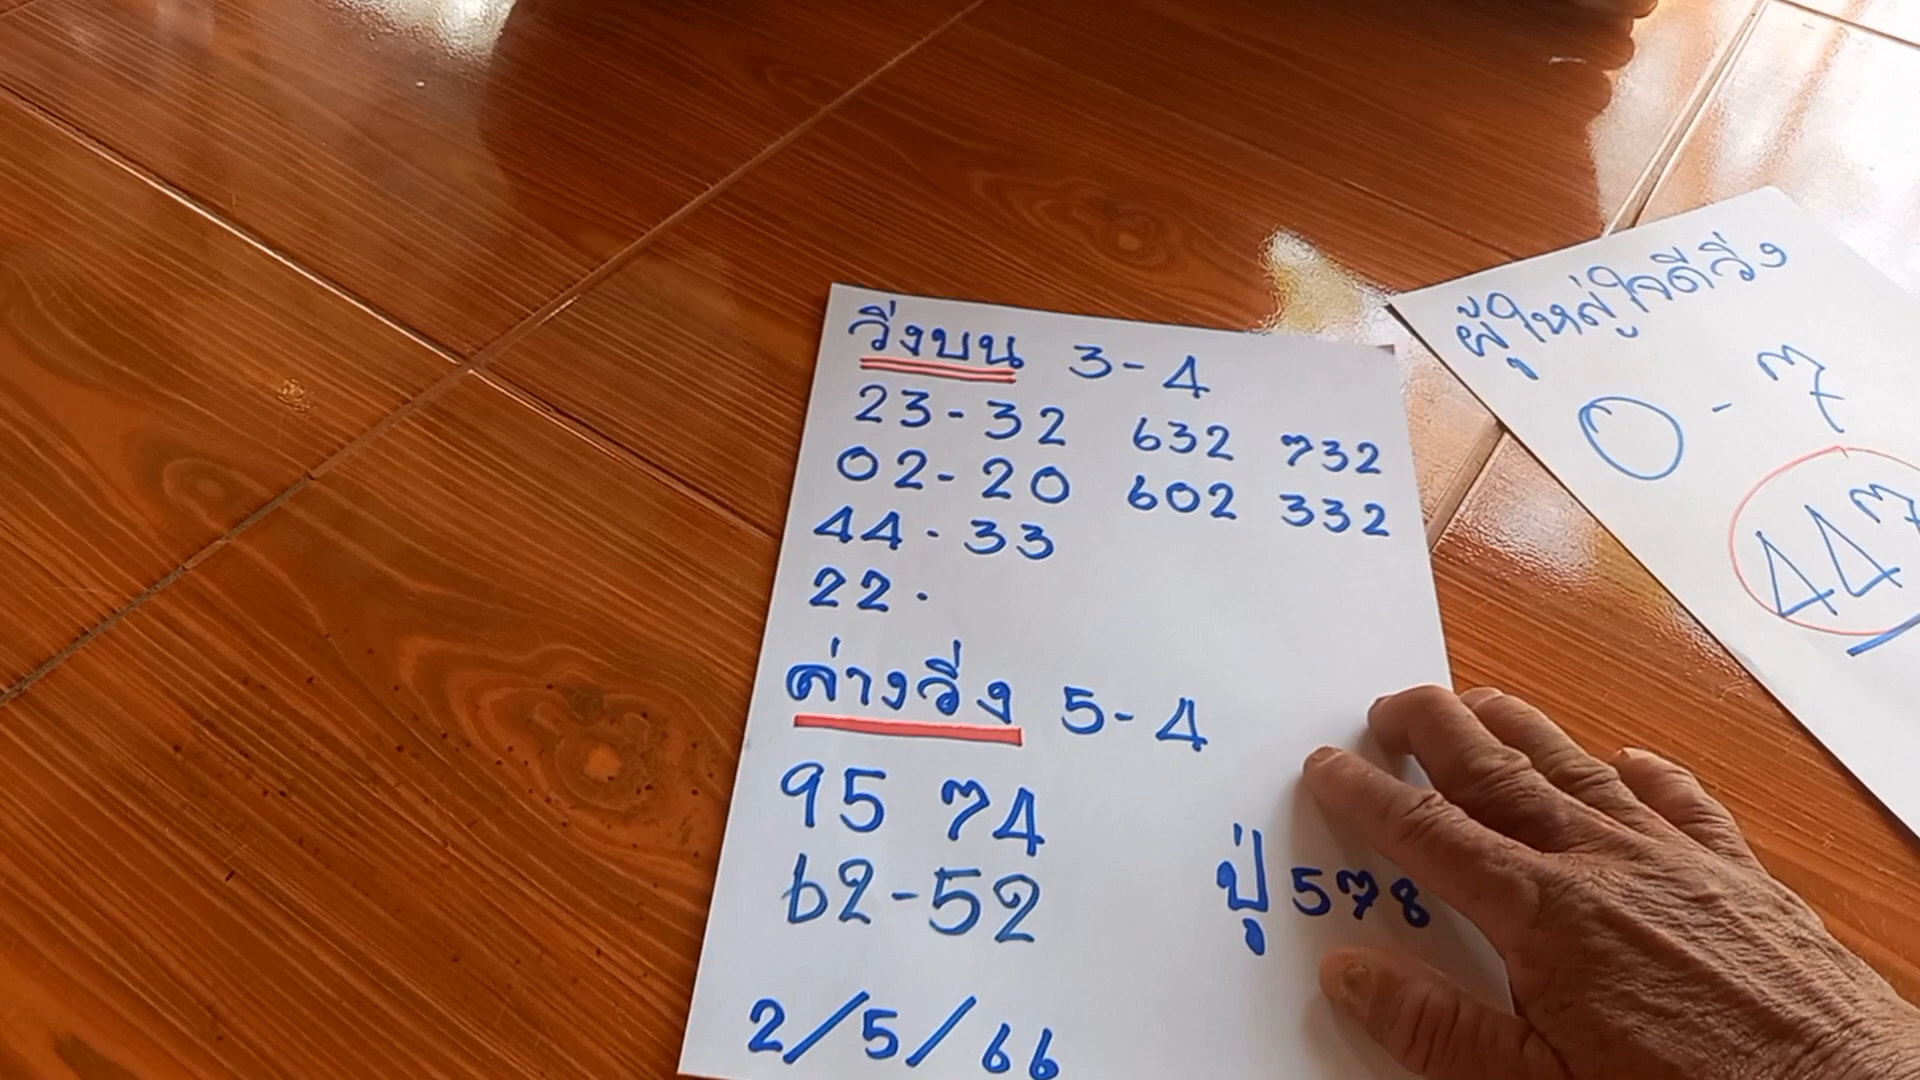 วิ่งบน 3-4
23-32 632 732
02-20 602 332
44-33
22-
ล่างวิ่ง 5-4
95 74
62-52
ปู่ 578
2/5/66
ผู้ใหญ่ใจดีวิ่ง
0-7
447